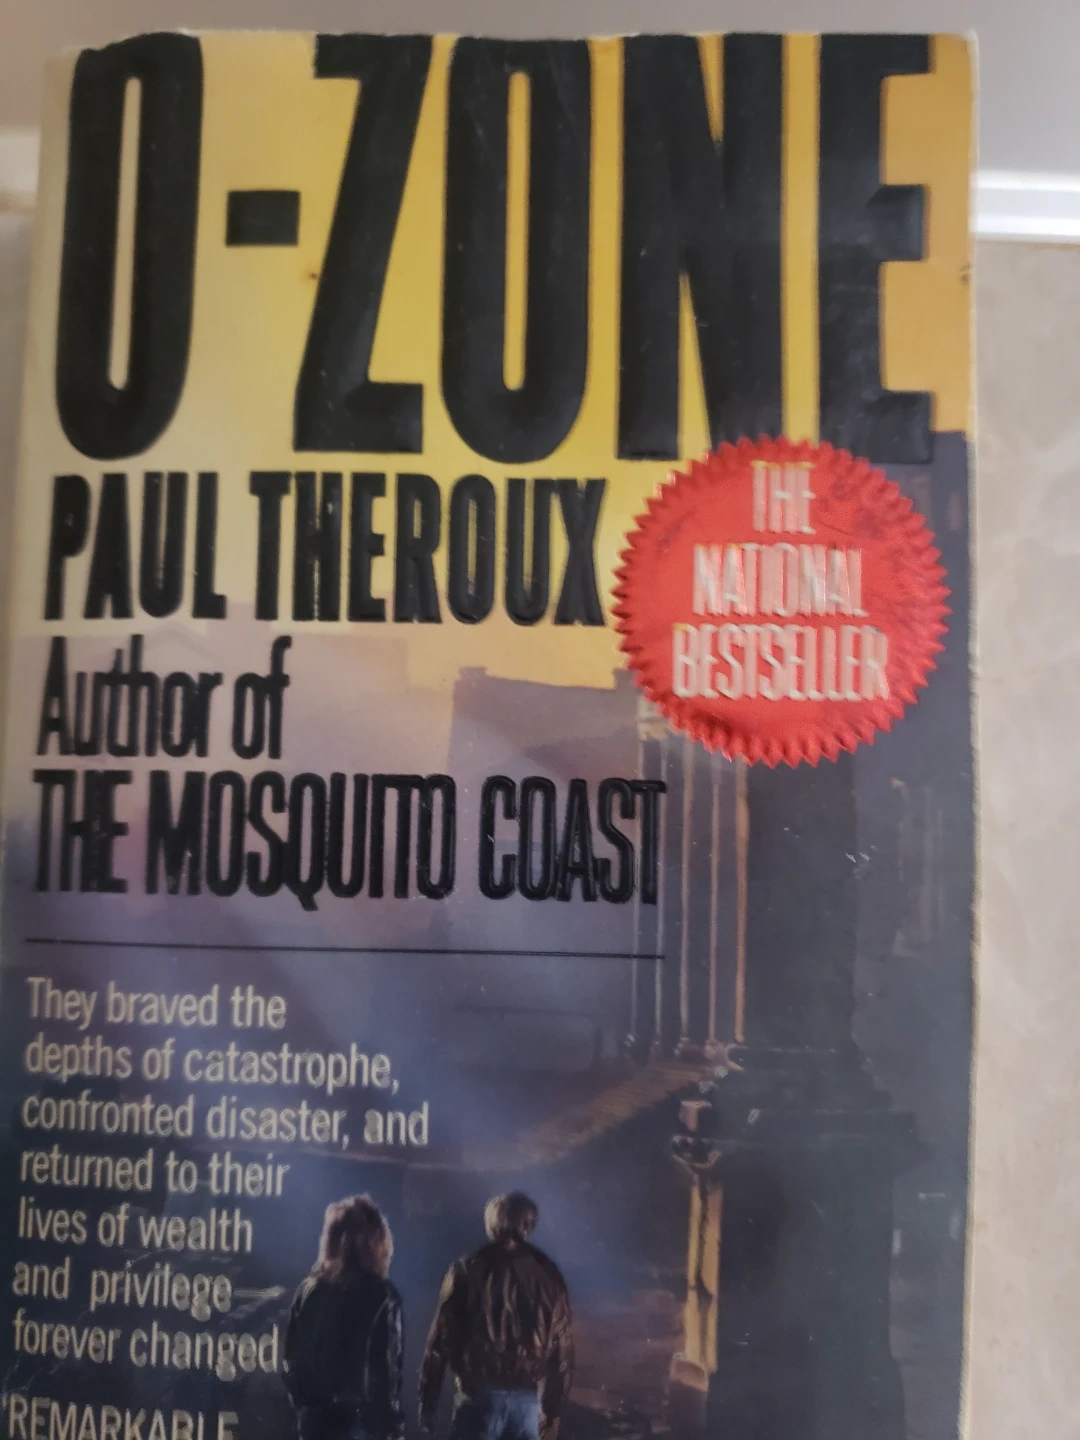 O-ZONE
PAUL THEROUX
THE
NATIONAL
BESTSELLER
Author of
THE MOSQUITO COAST
They braved the
depths of catastrophe,
confronted disaster, and
returned to their
lives of wealth
and privilege—
forever changed.
"REMARKABLE